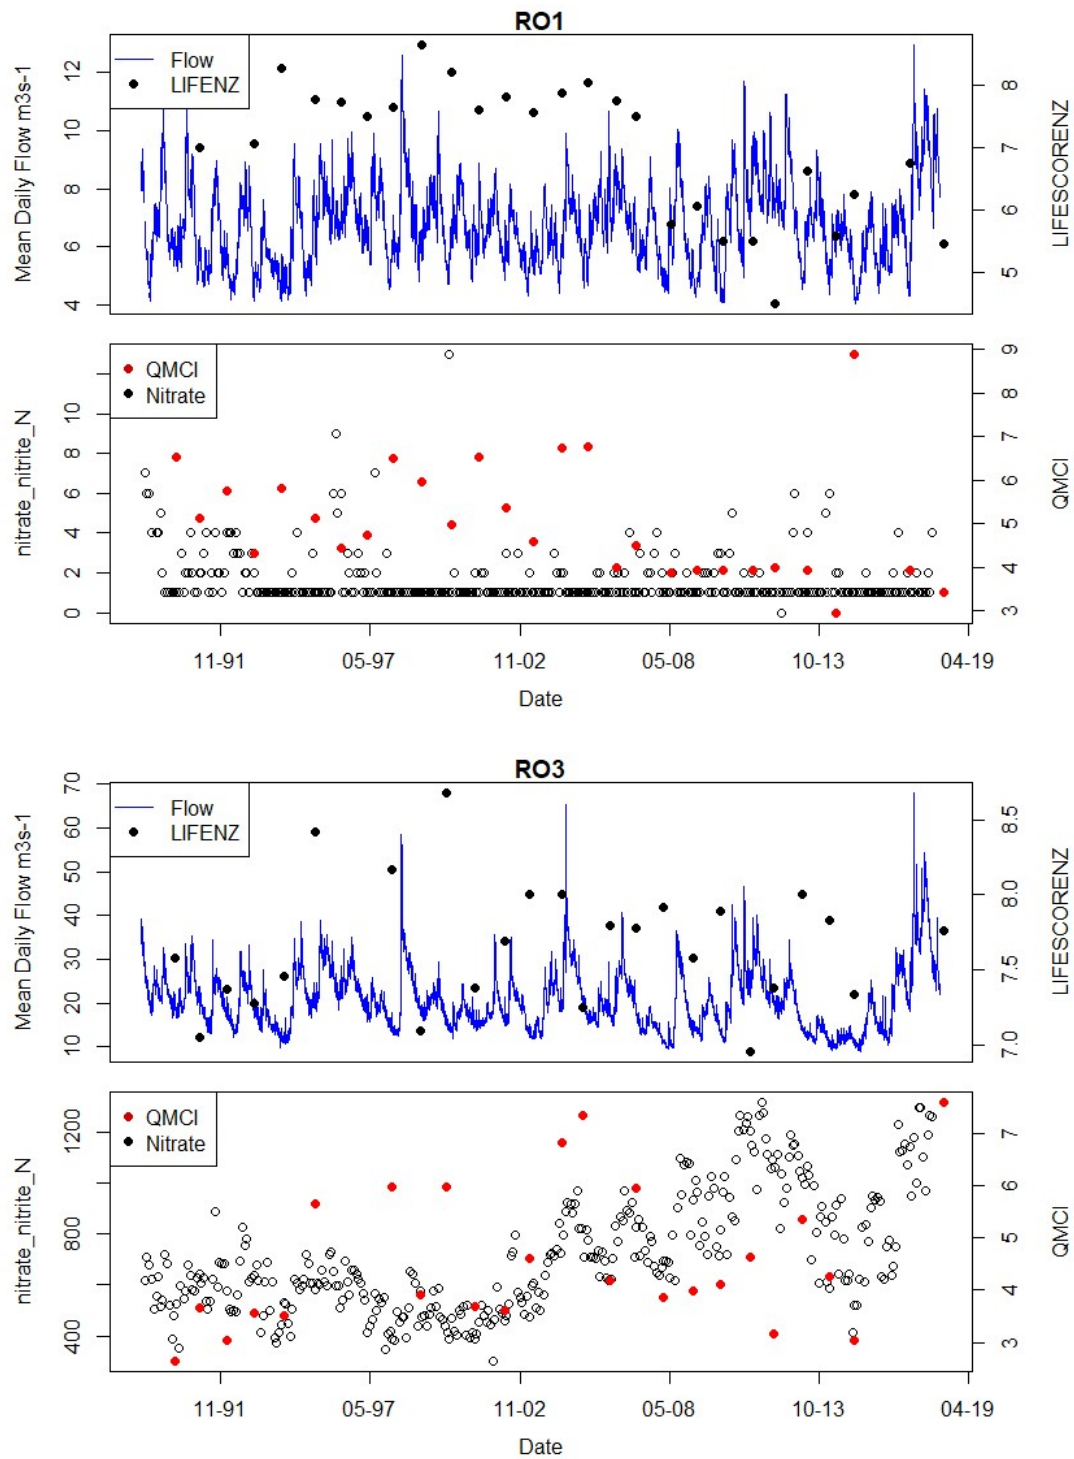 RO1
Flow
LIFENZ
Mean Daily Flow m3s-1
4 6 8 10 12
LIFESCORENZ
5 6 7 8
QMCI
Nitrate
nitrate_nitrite_N
0 2 4 6 8 10
QMCI
3 4 5 6 7 8 9
11-91 05-97 11-02 05-08 10-13 04-19
Date
RO3
Flow
LIFENZ
Mean Daily Flow m3s-1
10 20 30 40 50 60 70
LIFESCORENZ
7.0 7.5 8.0 8.5
QMCI
Nitrate
nitrate_nitrite_N
400 800 1200
QMCI
3 4 5 6 7
11-91 05-97 11-02 05-08 10-13 04-19
Date